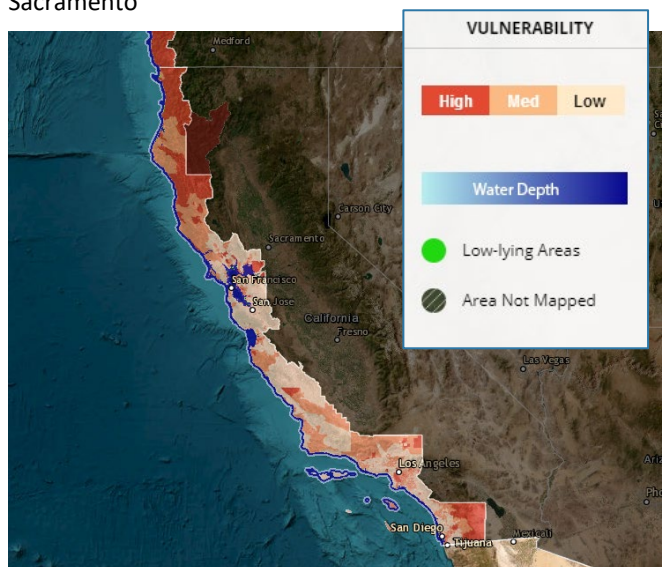 Sacramento
VULNERABILITY
High Med Low
Water Depth
Low-lying Areas
Area Not Mapped
Medford
Carson City
Sacramento
San Francisco
San Jose
California
Fresno
Las Vegas
Los Angeles
San Diego
Tijuana
Mexicali